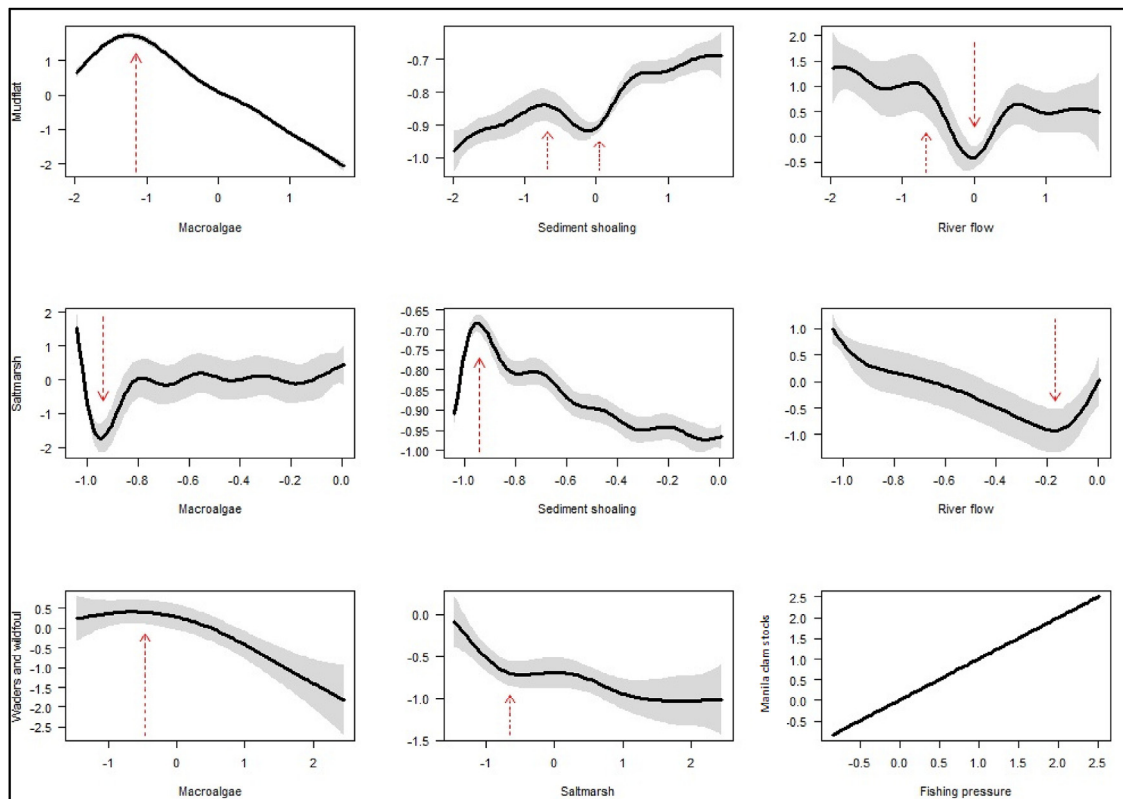 Mudflat
1
0
-1
-2
-2 -1 0 1
Macroalgae
-0.7
-0.8
-0.9
-1.0
-2 -1 0 1
Sediment shoaling
2.0
1.5
1.0
0.5
0.0
-0.5
-2 -1 0 1
River flow
Saltmarsh
2
1
0
-1
-2
-1.0 -0.8 -0.6 -0.4 -0.2 0.0
Macroalgae
-0.65
-0.70
-0.75
-0.80
-0.85
-0.90
-0.95
-1.00
-1.0 -0.8 -0.6 -0.4 -0.2 0.0
Sediment shoaling
1.0
0.5
0.0
-0.5
-1.0
-1.0 -0.8 -0.6 -0.4 -0.2 0.0
River flow
Waders and wildfoul
0.5
0.0
-0.5
-1.0
-1.5
-2.0
-2.5
-1 0 1 2
Macroalgae
0.0
-0.5
-1.0
-1.5
-1 0 1 2
Saltmarsh
Manila clam stocks
2.5
2.0
1.5
1.0
0.5
0.0
-0.5
-0.5 0.0 0.5 1.0 1.5 2.0 2.5
Fishing pressure